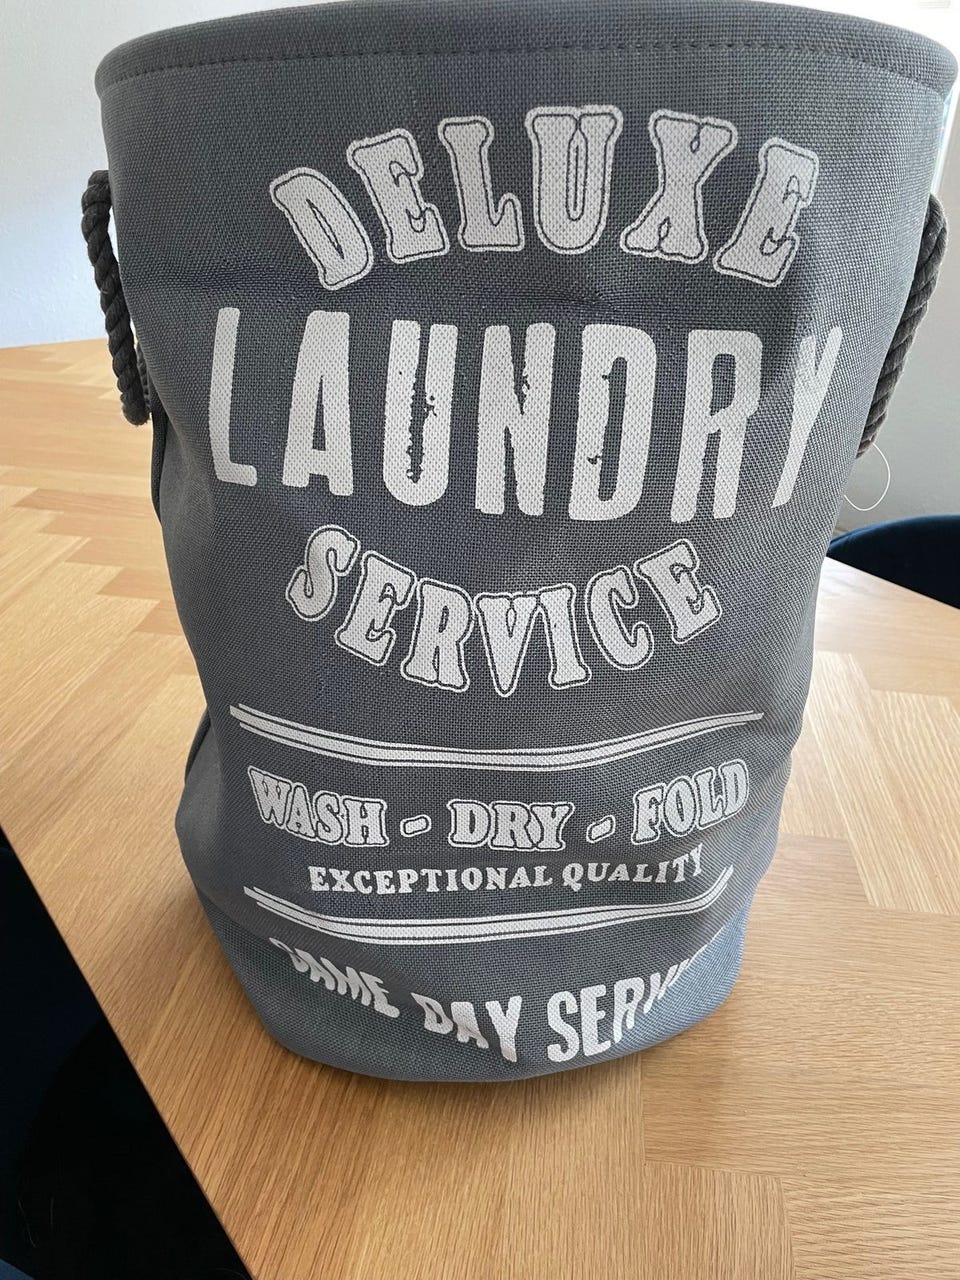 DELUXE
LAUNDRY
SERVICE
WASH - DRY - FOLD
EXCEPTIONAL QUALITY
SAME DAY